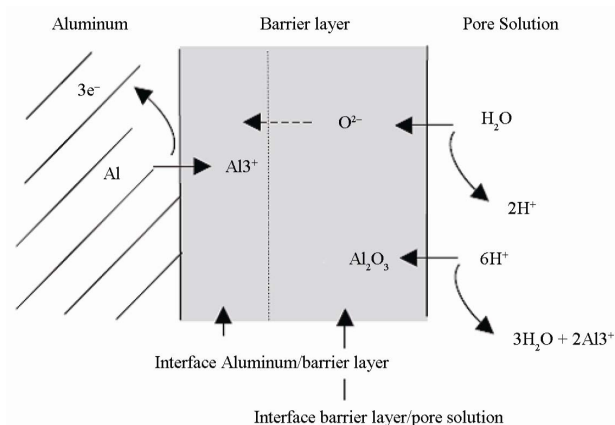 Aluminum
Barrier layer
Pore Solution
3e⁻
O²⁻
H₂O
Al
Al3⁺
2H⁺
Al₂O₃
6H⁺
3H₂O + 2Al3⁺
Interface Aluminum/barrier layer
Interface barrier layer/pore solution